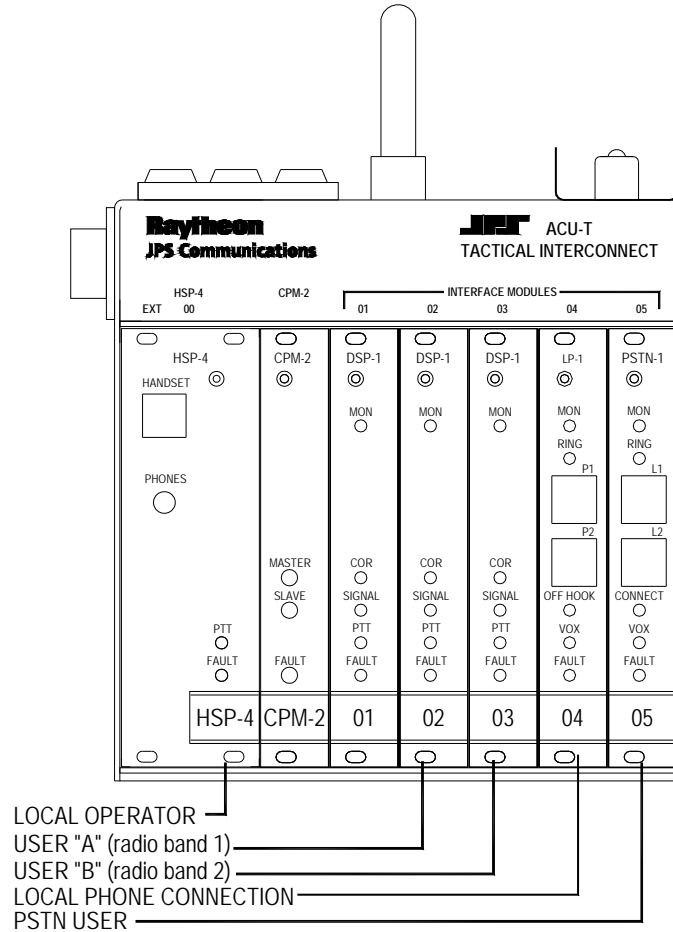 Raytheon
JPS Communications
JPS ACU-T
TACTICAL INTERCONNECT
HSP-4 CPM-2 INTERFACE MODULES
EXT 00 01 02 03 04 05
HSP-4 CPM-2 DSP-1 DSP-1 DSP-1 LP-1 PSTN-1
HANDSET
MON MON MON MON MON
RING RING
P1 L1
PHONES
P2 L2
MASTER COR COR COR
SLAVE SIGNAL SIGNAL SIGNAL OFF HOOK CONNECT
PTT PTT PTT PTT VOX VOX
FAULT FAULT FAULT FAULT FAULT FAULT FAULT
HSP-4 CPM-2 01 02 03 04 05
LOCAL OPERATOR
USER "A" (radio band 1)
USER "B" (radio band 2)
LOCAL PHONE CONNECTION
PSTN USER